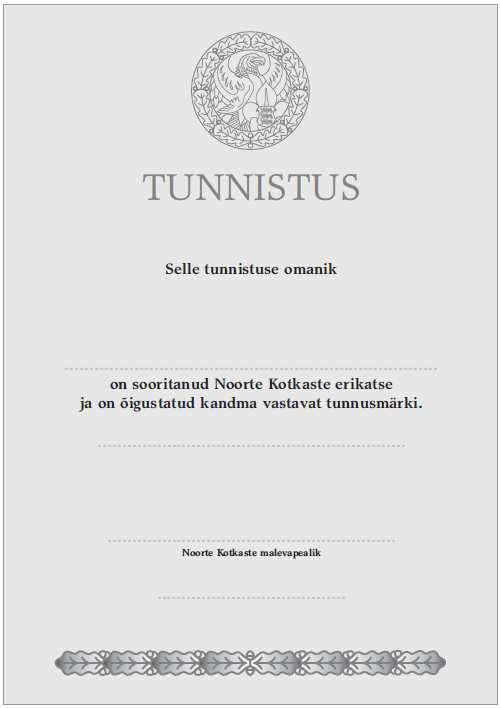 TUNNISTUS
Selle tunnistuse omanik
on sooritanud Noorte Kotkaste erikatse
ja on õigustatud kandma vastavat tunnusmärki.
Noorte Kotkaste malevapealik